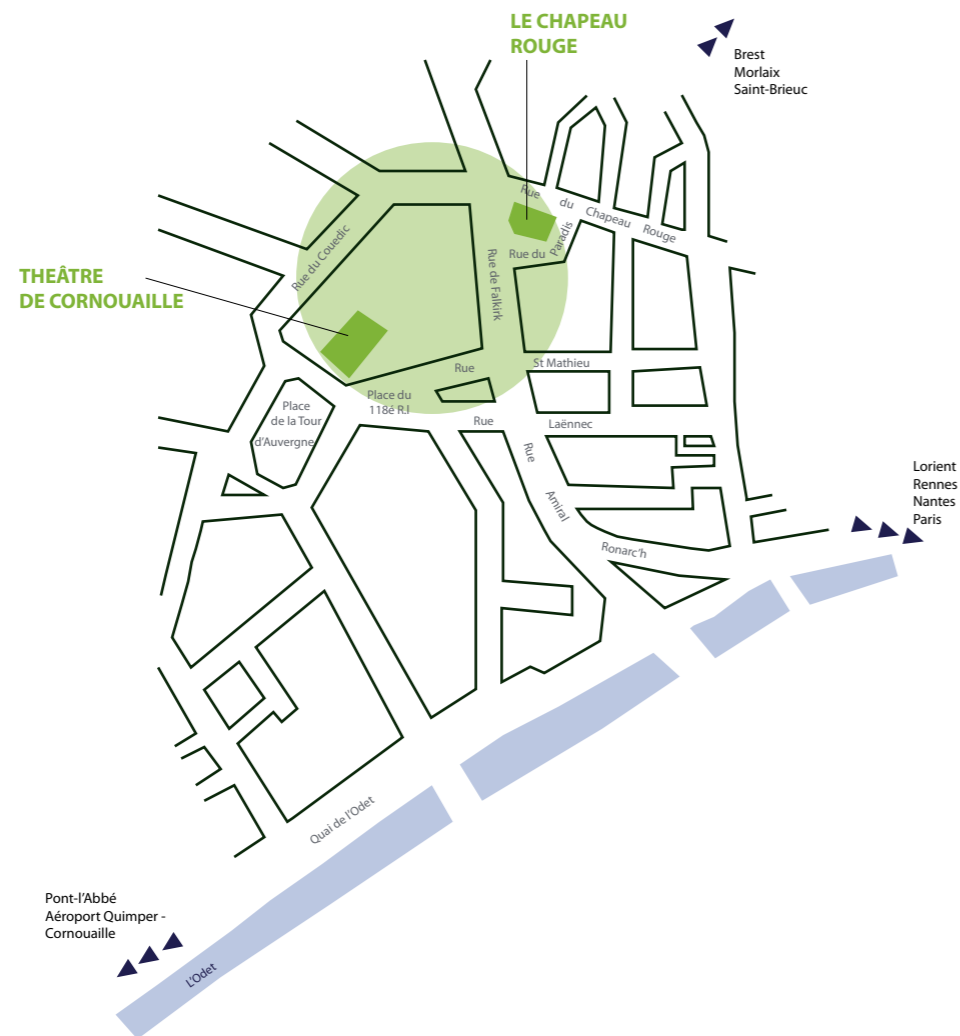 LE CHAPEAU
ROUGE
Brest
Morlaix
Saint-Brieuc
Rue du Chapeau Rouge
Rue du Paradis
Rue du Couedic
Rue de Falkirk
THEÂTRE
DE CORNOUAILLE
Rue St Mathieu
Place du
118é R.I
Place
de la Tour
d'Auvergne
Rue Laënnec
Rue Amiral Ronarc'h
Lorient
Rennes
Nantes
Paris
Quai de l'Odet
Pont-l'Abbé
Aéroport Quimper -
Cornouaille
L'Odet